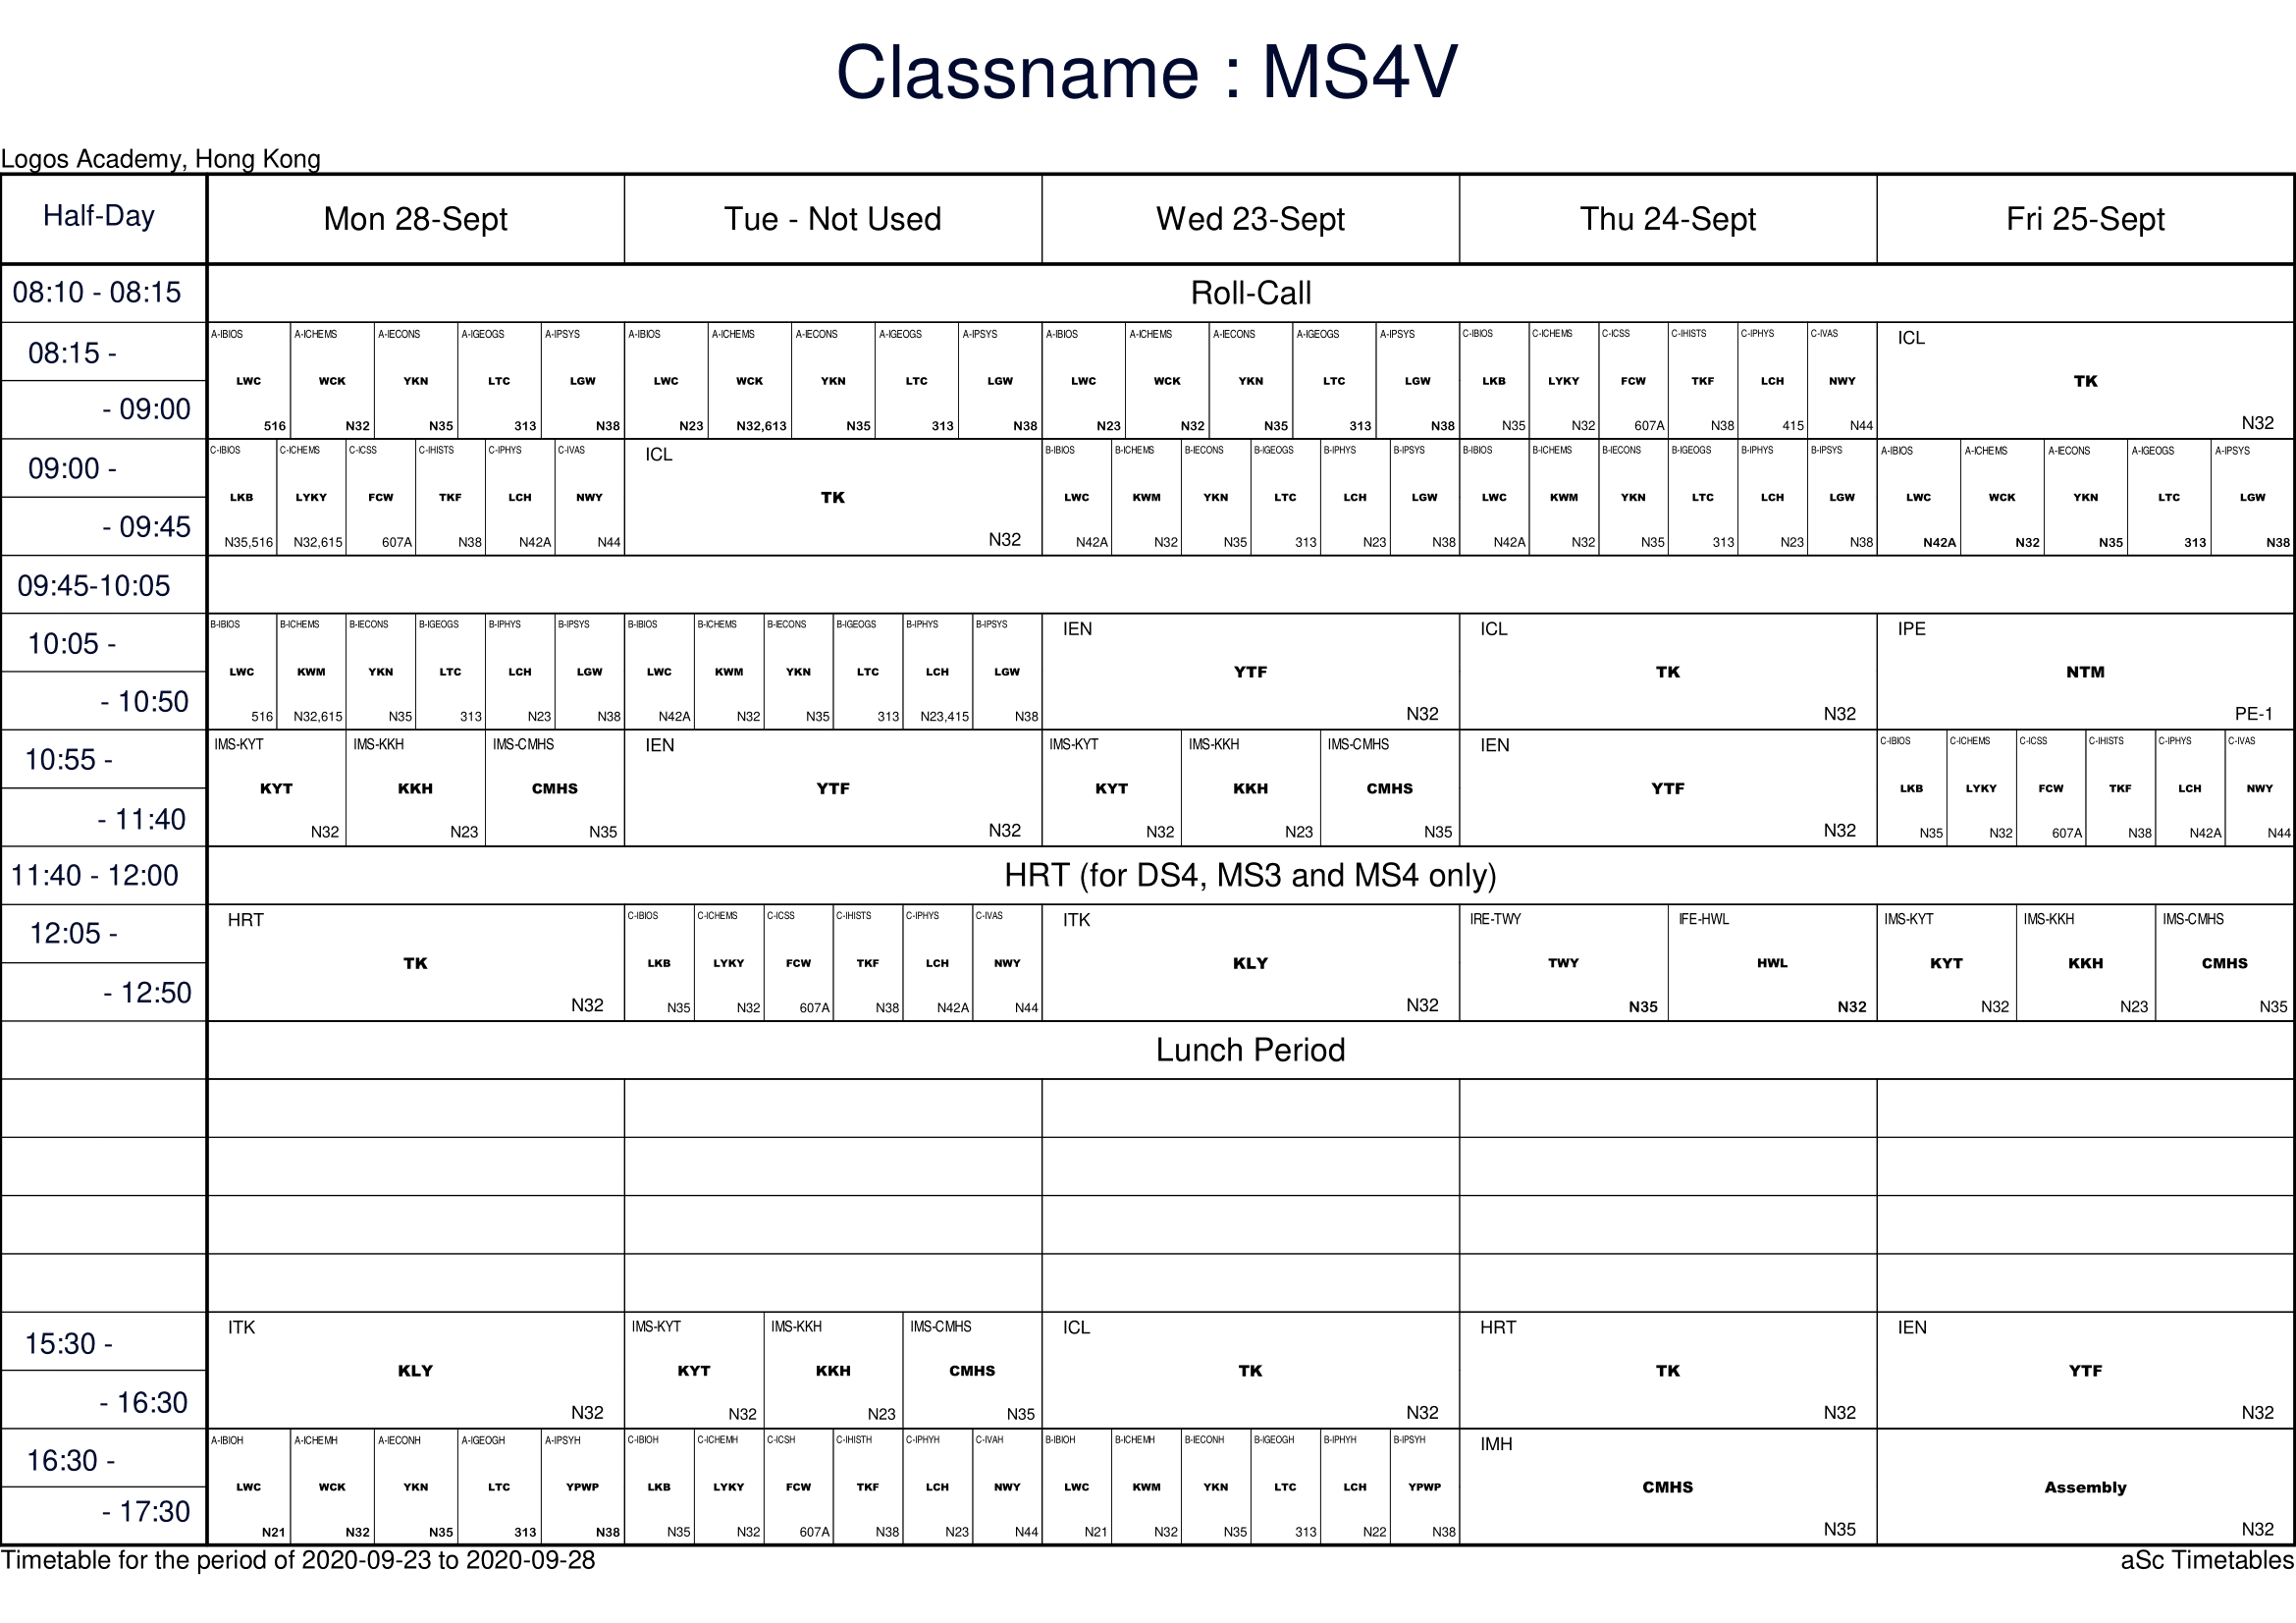 Classname : MS4V
Logos Academy, Hong Kong
Half-Day Mon 28-Sept Tue - Not Used Wed 23-Sept Thu 24-Sept Fri 25-Sept
08:10 - 08:15 Roll-Call
A-IBIOS A-ICHEMS A-IECONS A-IGEOGS A-IPSYS A-IBIOS A-ICHEMS A-IECONS A-IGEOGS A-IPSYS A-IBIOS A-ICHEMS A-IECONS A-IGEOGS A-IPSYS C-IBIOS C-ICHEMS C-ICSS C-IHISTS C-IPHYS C-IVAS ICL
08:15 -
LWC WCK YKN LTC LGW LWC WCK YKN LTC LGW LWC WCK YKN LTC LGW LKB LYKY FCW TKF LCH NWY TK
- 09:00
516 N32 N35 313 N38 N23 N32,613 N35 313 N38 N23 N32 N35 313 N38 N35 N32 607A N38 415 N44 N32
C-IBIOS C-ICHEMS C-ICSS C-IHISTS C-IPHYS C-IVAS ICL B-IBIOS B-ICHEMS B-IECONS B-IGEOGS B-IPHYS B-IPSYS B-IBIOS B-ICHEMS B-IECONS B-IGEOGS B-IPHYS B-IPSYS A-IBIOS A-ICHEMS A-IECONS A-IGEOGS A-IPSYS
09:00 -
LKB LYKY FCW TKF LCH NWY TK LWC KWM YKN LTC LCH LGW LWC KWM YKN LTC LCH LGW LWC WCK YKN LTC LGW
- 09:45
N35,516 N32,615 607A N38 N42A N44 N32 N42A N32 N35 313 N23 N38 N42A N32 N35 313 N23 N38 N42A N32 N35 313 N38
09:45-10:05
B-IBIOS B-ICHEMS B-IECONS B-IGEOGS B-IPHYS B-IPSYS B-IBIOS B-ICHEMS B-IECONS B-IGEOGS B-IPHYS B-IPSYS IEN ICL IPE
10:05 -
LWC KWM YKN LTC LCH LGW LWC KWM YKN LTC LCH LGW YTF TK NTM
- 10:50
516 N32,615 N35 313 N23 N38 N42A N32 N35 313 N23,415 N38 N32 N32 PE-1
IMS-KYT IMS-KKH IMS-CMHS IEN IMS-KYT IMS-KKH IMS-CMHS IEN C-IBIOS C-ICHEMS C-ICSS C-IHISTS C-IPHYS C-IVAS
10:55 -
KYT KKH CMHS YTF KYT KKH CMHS YTF LKB LYKY FCW TKF LCH NWY
- 11:40
N32 N23 N35 N32 N32 N23 N35 N32 N35 N32 607A N38 N42A N44
11:40 - 12:00 HRT (for DS4, MS3 and MS4 only)
HRT C-IBIOS C-ICHEMS C-ICSS C-IHISTS C-IPHYS C-IVAS ITK IRE-TWY IFE-HWL IMS-KYT IMS-KKH IMS-CMHS
12:05 -
TK LKB LYKY FCW TKF LCH NWY KLY TWY HWL KYT KKH CMHS
- 12:50
N32 N35 N32 607A N38 N42A N44 N32 N35 N32 N32 N23 N35
Lunch Period
ITK IMS-KYT IMS-KKH IMS-CMHS ICL HRT IEN
15:30 -
KLY KYT KKH CMHS TK TK YTF
- 16:30
N32 N32 N23 N35 N32 N32 N32
A-IBIOH A-ICHEMH A-IECONH A-IGEOGH A-IPSYH C-IBIOH C-ICHEMH C-ICSH C-IHISTH C-IPHYH C-IVAH B-IBIOH B-ICHEMH B-IECONH B-IGEOGH B-IPHYH B-IPSYH IMH
16:30 -
LWC WCK YKN LTC YPWP LKB LYKY FCW TKF LCH NWY LWC KWM YKN LTC LCH YPWP CMHS Assembly
- 17:30
N21 N32 N35 313 N38 N35 N32 607A N38 N23 N44 N21 N32 N35 313 N22 N38 N35 N32
Timetable for the period of 2020-09-23 to 2020-09-28 aSc Timetables